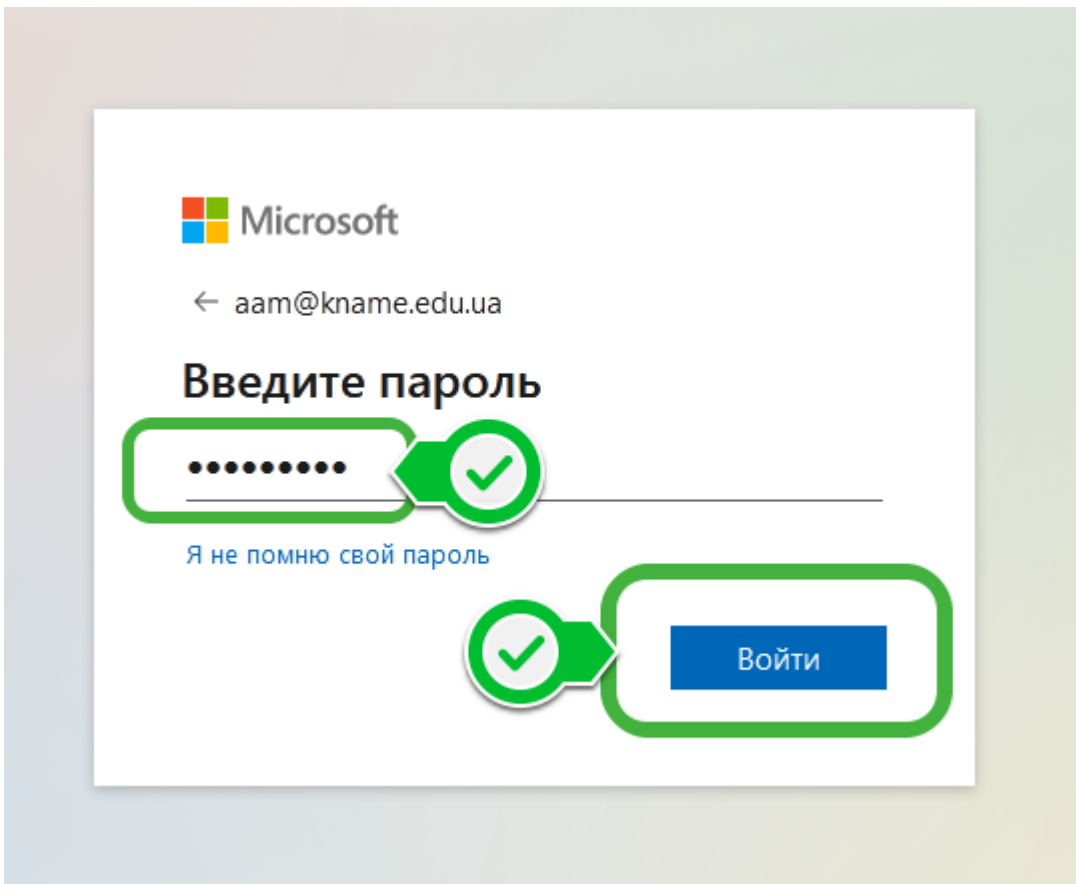 Microsoft
← aam@kname.edu.ua
Введите пароль
•••••••••
Я не помню свой пароль
Войти